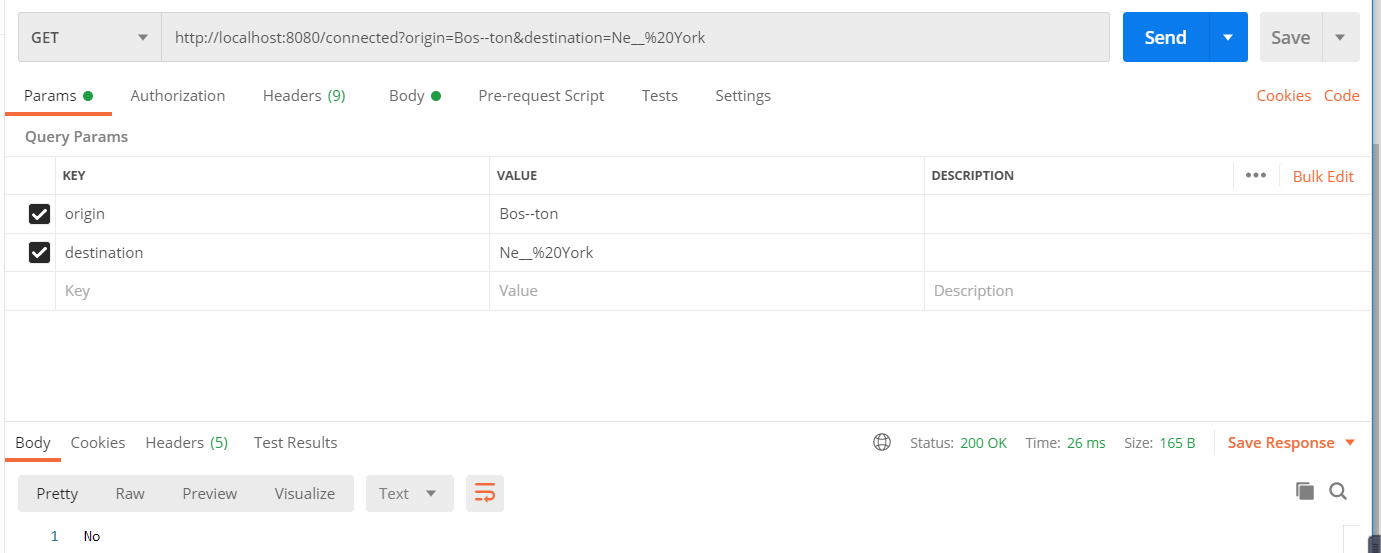 GET http://localhost:8080/connected?origin=Bos--ton&destination=Ne__%20York Send Save
Params Authorization Headers (9) Body Pre-request Script Tests Settings Cookies Code
Query Params
KEY VALUE DESCRIPTION ••• Bulk Edit
origin Bos--ton
destination Ne__%20York
Key Value Description
Body Cookies Headers (5) Test Results Status: 200 OK Time: 26 ms Size: 165 B Save Response
Pretty Raw Preview Visualize Text
1 No